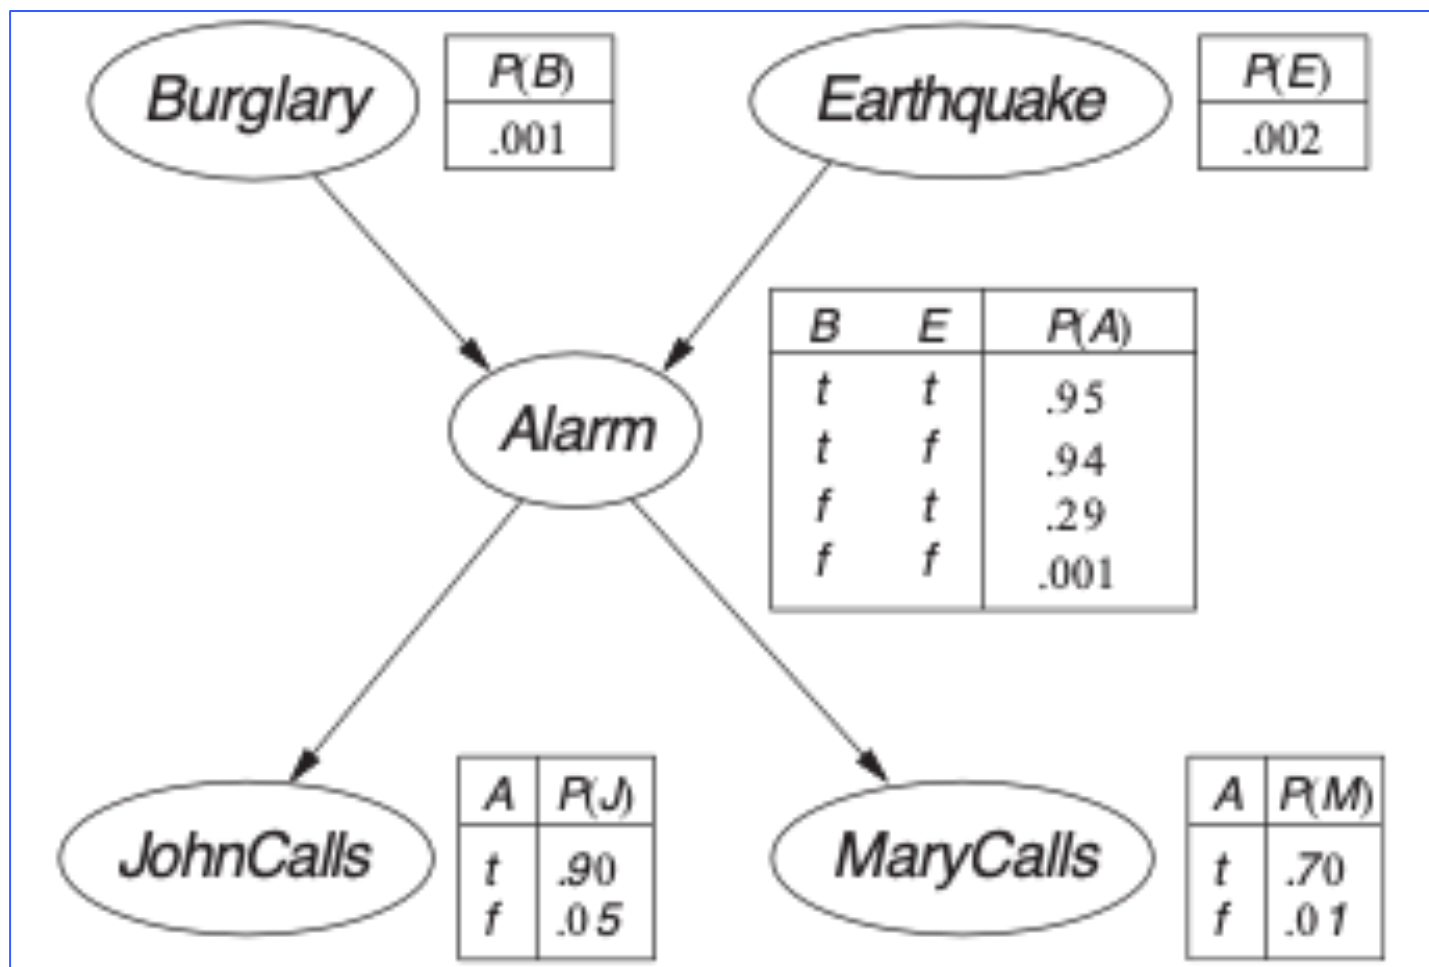 Burglary
P(B)
.001
Earthquake
P(E)
.002
B E P(A)
t t .95
t f .94
f t .29
f f .001
Alarm
JohnCalls
A P(J)
t .90
f .05
MaryCalls
A P(M)
t .70
f .01